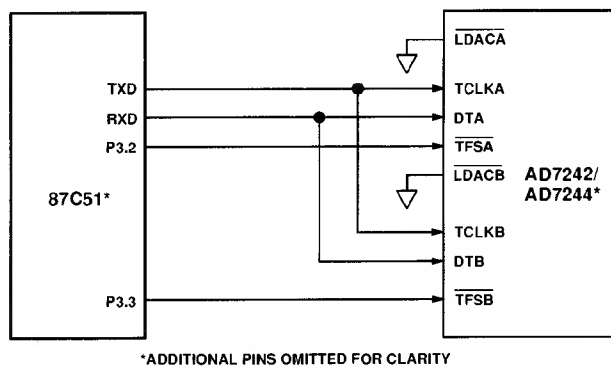 LDACA
TXD
TCLKA
RXD
DTA
P3.2
TFSA
87C51*
LDACB
AD7242/
AD7244*
TCLKB
DTB
P3.3
TFSB
*ADDITIONAL PINS OMITTED FOR CLARITY